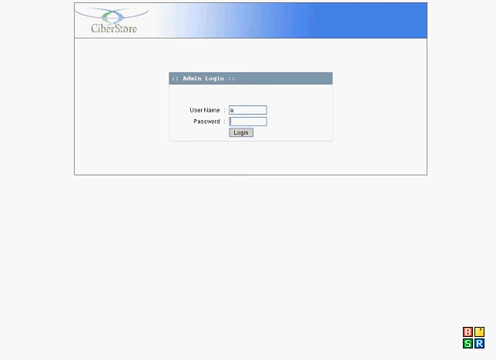 CiberStore
:: Admin Login ::
User Name : a
Password :
Login
B
S R